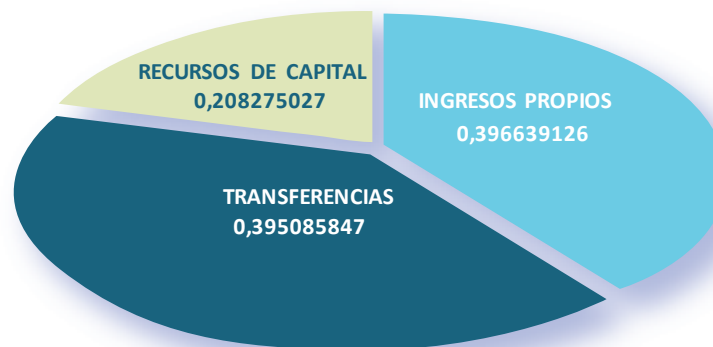 RECURSOS DE CAPITAL
0,208275027
INGRESOS PROPIOS
0,396639126
TRANSFERENCIAS
0,395085847